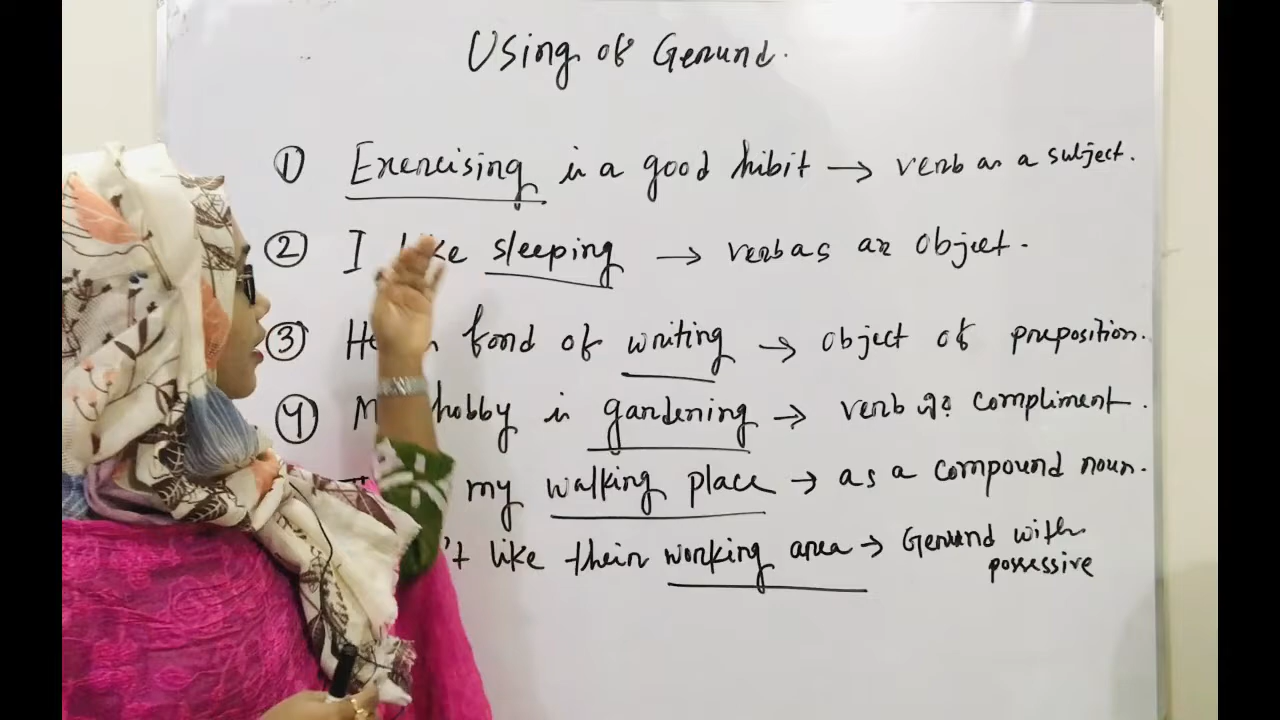 Using of Gerund.
① Exercising is a good hibit → verb as a subject.
② I like sleeping → verb as an object.
③ fond of writing → object of preposition.
④ hobby is gardening → verb as compliment.
my walking place → as a compound noun.
't like their working area → Gerund with
possessive